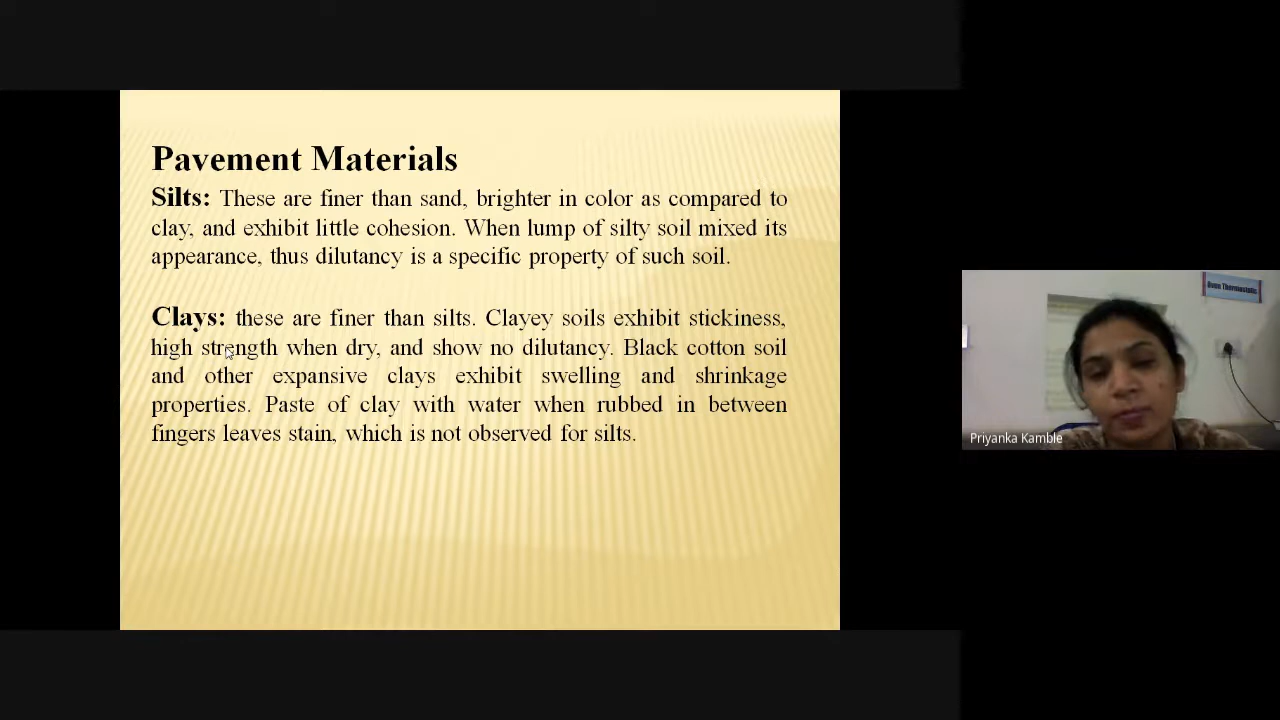 Pavement Materials
Silts: These are finer than sand, brighter in color as compared to
clay, and exhibit little cohesion. When lump of silty soil mixed its
appearance, thus dilutancy is a specific property of such soil.
Clays: these are finer than silts. Clayey soils exhibit stickiness,
high strength when dry, and show no dilutancy. Black cotton soil
and other expansive clays exhibit swelling and shrinkage
properties. Paste of clay with water when rubbed in between
fingers leaves stain, which is not observed for silts.
Oven Thermostatic
Priyanka Kamble